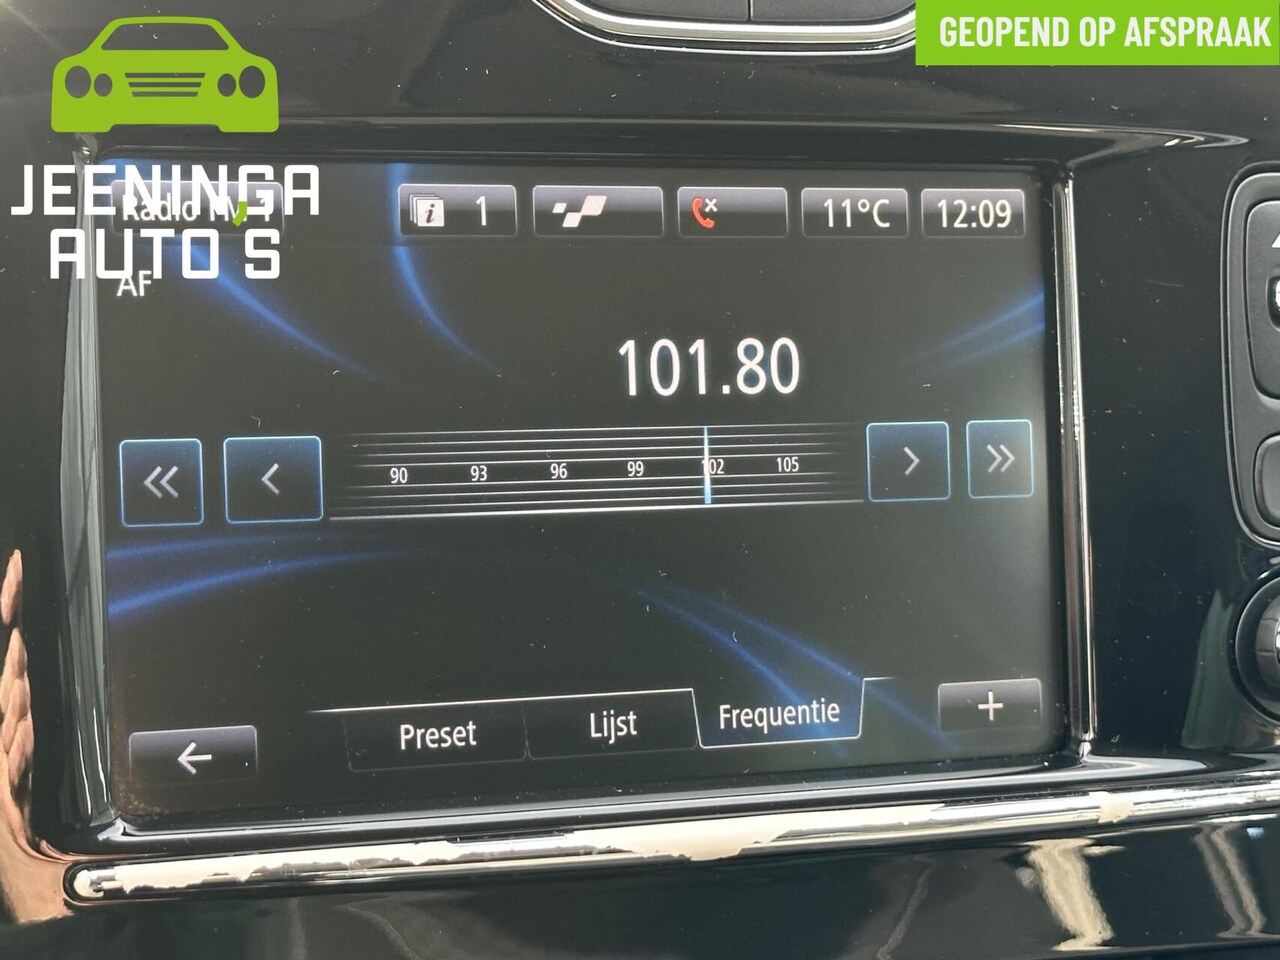 GEOPEND OP AFSPRAAK
JEENINGA
AUTO'S
Radio
1
11°C
12:09
AF
101.80
90 93 96 99 102 105
Preset
Lijst
Frequentie